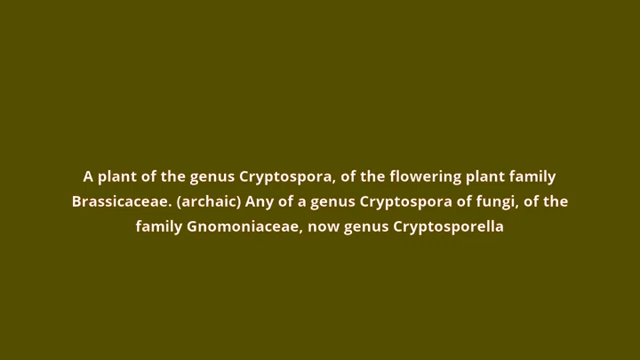 A plant of the genus Cryptospora, of the flowering plant family
Brassicaceae. (archaic) Any of a genus Cryptospora of fungi, of the
family Gnomoniaceae, now genus Cryptosporella